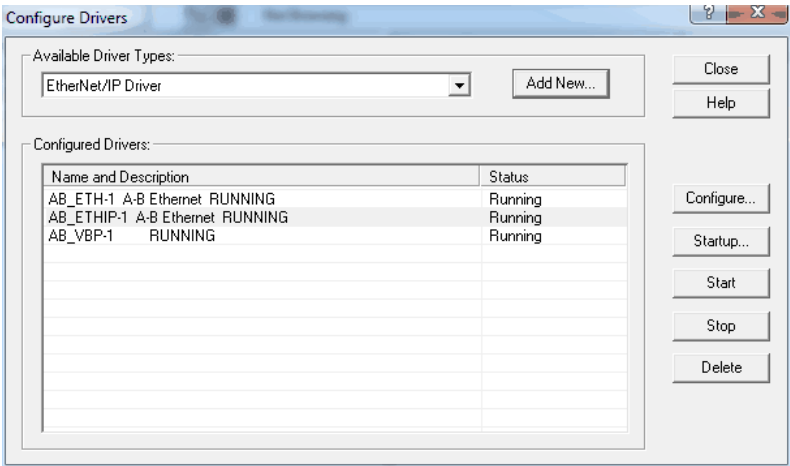 Configure Drivers
Available Driver Types:
EtherNet/IP Driver
Add New...
Close
Help
Configured Drivers:
Name and Description Status
AB_ETH-1 A-B Ethernet RUNNING Running
AB_ETHIP-1 A-B Ethernet RUNNING Running
AB_VBP-1 RUNNING Running
Configure...
Startup...
Start
Stop
Delete